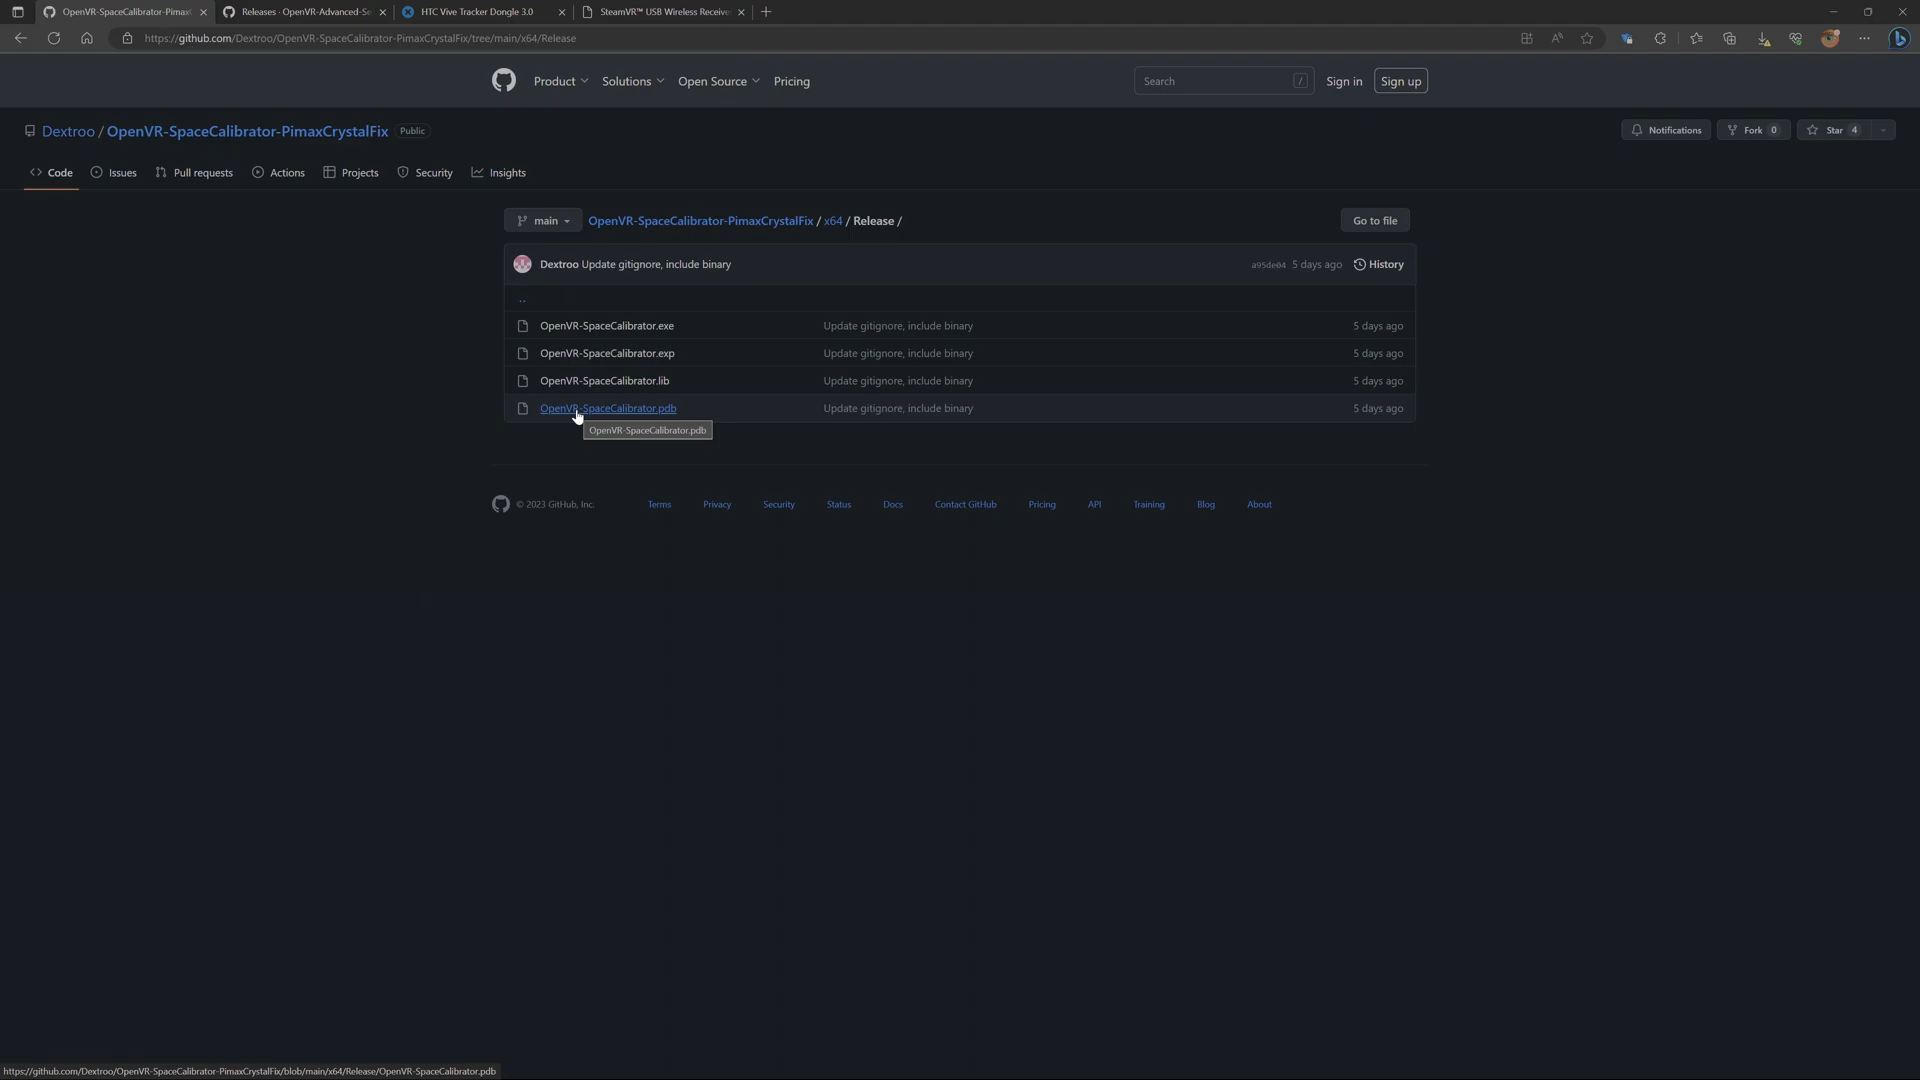 OpenVR-SpaceCalibrator-PimaxC
Releases · OpenVR-Advanced-Se
HTC Vive Tracker Dongle 3.0
SteamVR™ USB Wireless Receive
https://github.com/Dextroo/OpenVR-SpaceCalibrator-PimaxCrystalFix/tree/main/x64/Release
Product
Solutions
Open Source
Pricing
Search /
Sign in
Sign up
Dextroo / OpenVR-SpaceCalibrator-PimaxCrystalFix Public
Notifications
Fork 0
Star 4
Code
Issues
Pull requests
Actions
Projects
Security
Insights
main
OpenVR-SpaceCalibrator-PimaxCrystalFix / x64 / Release /
Go to file
Dextroo Update gitignore, include binary
a95de04 5 days ago History
..
OpenVR-SpaceCalibrator.exe Update gitignore, include binary 5 days ago
OpenVR-SpaceCalibrator.exp Update gitignore, include binary 5 days ago
OpenVR-SpaceCalibrator.lib Update gitignore, include binary 5 days ago
OpenVR-SpaceCalibrator.pdb Update gitignore, include binary 5 days ago
OpenVR-SpaceCalibrator.pdb
© 2023 GitHub, Inc. Terms Privacy Security Status Docs Contact GitHub Pricing API Training Blog About
https://github.com/Dextroo/OpenVR-SpaceCalibrator-PimaxCrystalFix/blob/main/x64/Release/OpenVR-SpaceCalibrator.pdb